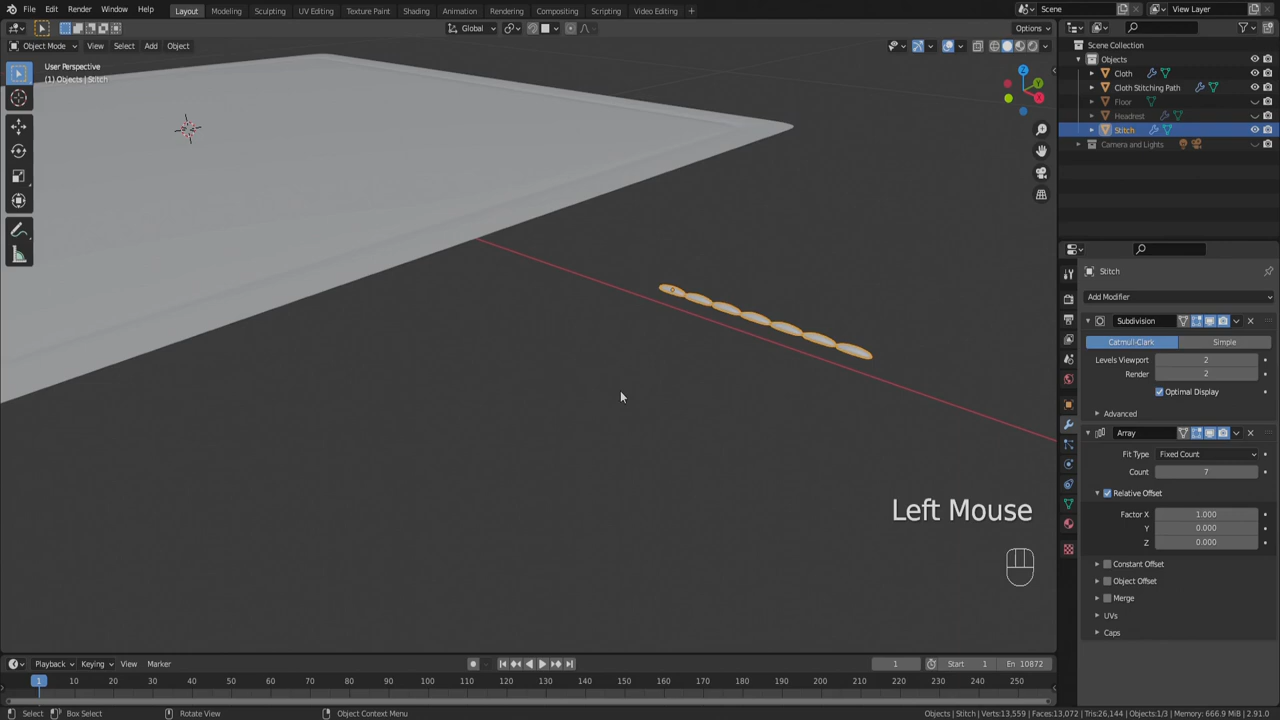 File Edit Render Window Help Layout Modeling Sculpting UV Editing Texture Paint Shading Animation Rendering Compositing Scripting Video Editing Scene View Layer
Global Options
Object Mode View Select Add Object
User Perspective
(1) Objects | Stitch
Scene Collection
Objects
Cloth
Cloth Stitching Path
Floor
Headrest
Stitch
Camera and Lights
X
Y
Z
Stitch
Add Modifier
Subdivision
Catmull-Clark Simple
Levels Viewport 2
Render 2
Optimal Display
Advanced
Array
Fit Type Fixed Count
Count 7
Relative Offset
Factor X 1.000
Y 0.000
Z 0.000
Constant Offset
Object Offset
Merge
UVs
Caps
Left Mouse
Playback Keying View Marker 1 Start 1 En 10872
1 10 20 30 40 50 60 70 80 90 100 110 120 130 140 150 160 170 180 190 200 210 220 230 240 250
Select Box Select Rotate View Object Context Menu Objects | Stitch | Verts:13,559 | Faces:13,072 | Tris:26,144 | Objects:1/3 | Memory: 666.9 MiB | 2.91.0